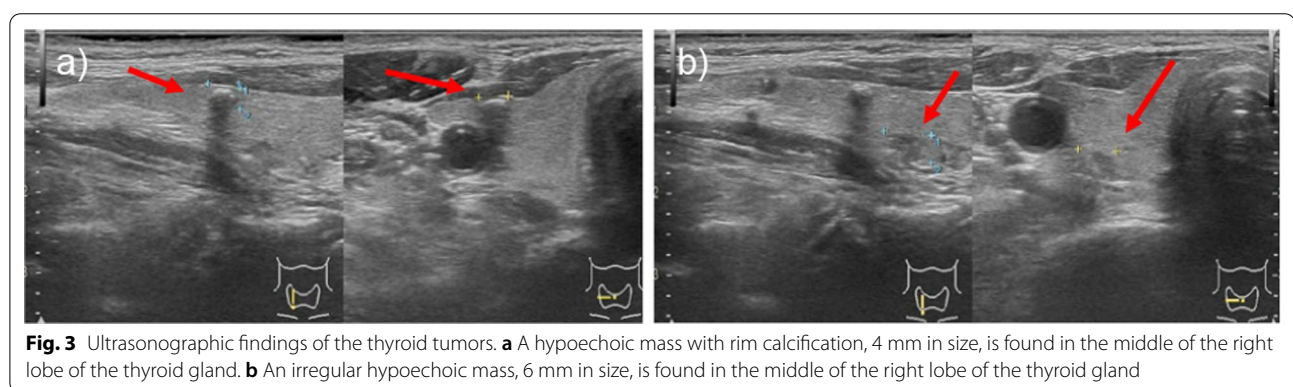 a)
b)
Fig. 3 Ultrasonographic findings of the thyroid tumors. a A hypoechoic mass with rim calcification, 4 mm in size, is found in the middle of the right
lobe of the thyroid gland. b An irregular hypoechoic mass, 6 mm in size, is found in the middle of the right lobe of the thyroid gland